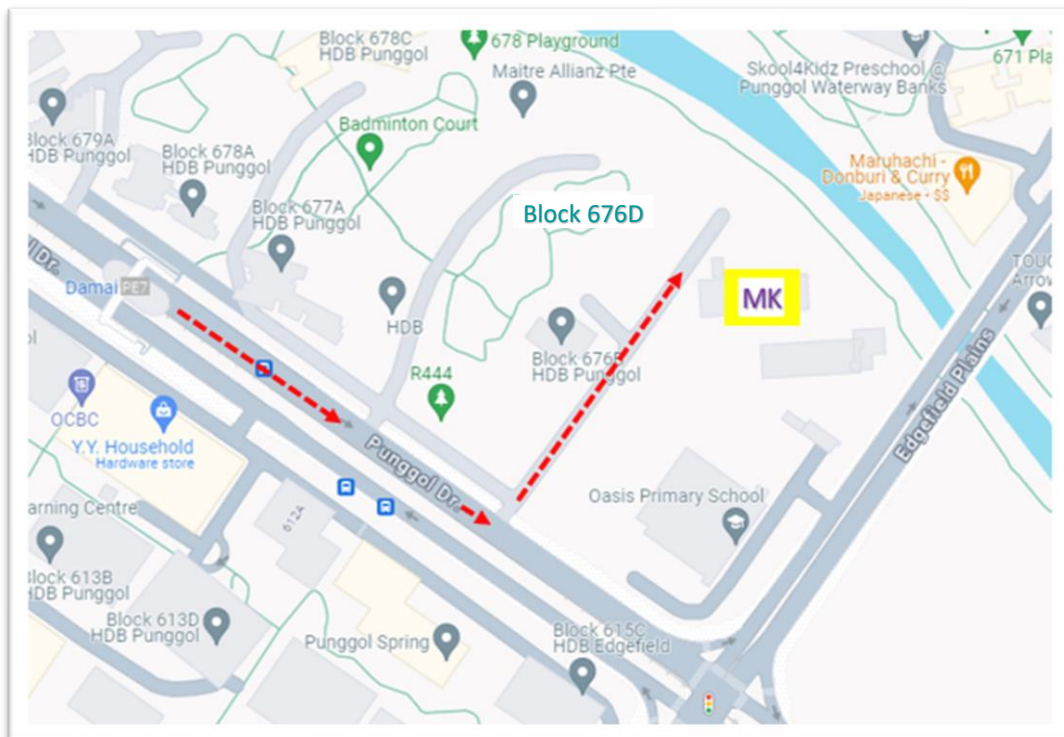 Block 678C
HDB Punggol
678 Playground
Maitre Allianz Pte
Skool4Kidz Preschool @
Punggol Waterway Banks
671 Pla
Block 679A
HDB Punggol
Block 678A
HDB Punggol
Badminton Court
Maruhachi -
Donburi & Curry
Japanese · $$
Block 677A
HDB Punggol
Block 676D
Dr.
Damai PE7
TOUC
Arrow
HDB
MK
Block 676B
HDB Punggol
R444
OCBC
Y.Y. Household
Hardware store
Punggol Dr.
Edgefield Plains
Oasis Primary School
arning Centre
612A
Block 613B
HDB Punggol
Block 613D
HDB Punggol
Punggol Spring
Block 615C
HDB Edgefield